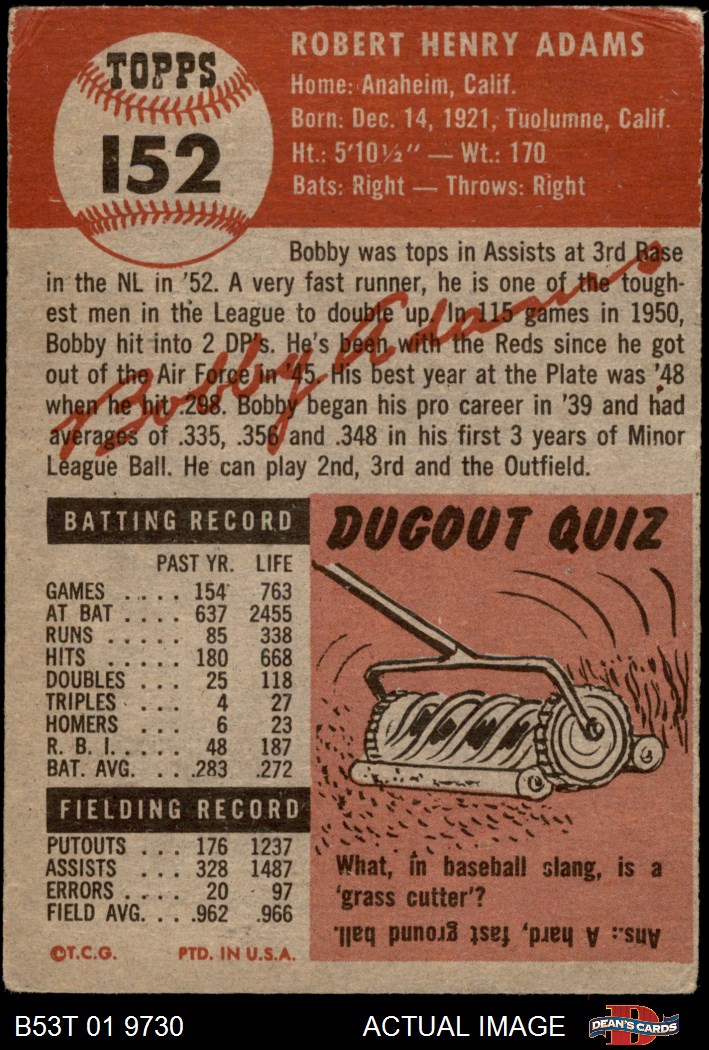 TOPPS
152
ROBERT HENRY ADAMS
Home: Anaheim, Calif.
Born: Dec. 14, 1921, Tuolumne, Calif.
Ht.: 5'10½" — Wt.: 170
Bats: Right — Throws: Right
Bobby was tops in Assists at 3rd Base
in the NL in '52. A very fast runner, he is one of the tough-
est men in the League to double up. In 115 games in 1950,
Bobby hit into 2 DP's. He's been with the Reds since he got
out of the Air Force in '45. His best year at the Plate was '48
when he hit .298. Bobby began his pro career in '39 and had
averages of .335, .356 and .348 in his first 3 years of Minor
League Ball. He can play 2nd, 3rd and the Outfield.
Bobby Adams
BATTING RECORD
PAST YR. LIFE
GAMES .... 154 763
AT BAT .... 637 2455
RUNS ..... 85 338
HITS ..... 180 668
DOUBLES ... 25 118
TRIPLES ... 4 27
HOMERS ... 6 23
R. B. I. .... 48 187
BAT. AVG. ... .283 .272
FIELDING RECORD
PUTOUTS ... 176 1237
ASSISTS ... 328 1487
ERRORS ... 20 97
FIELD AVG. ... .962 .966
©T.C.G. PTD. IN U.S.A.
DUGOUT QUIZ
What, in baseball slang, is a
'grass cutter'?
Ans.: A hard, fast ground ball.
B53T 01 9730 ACTUAL IMAGE
D
DEAN'S CARDS